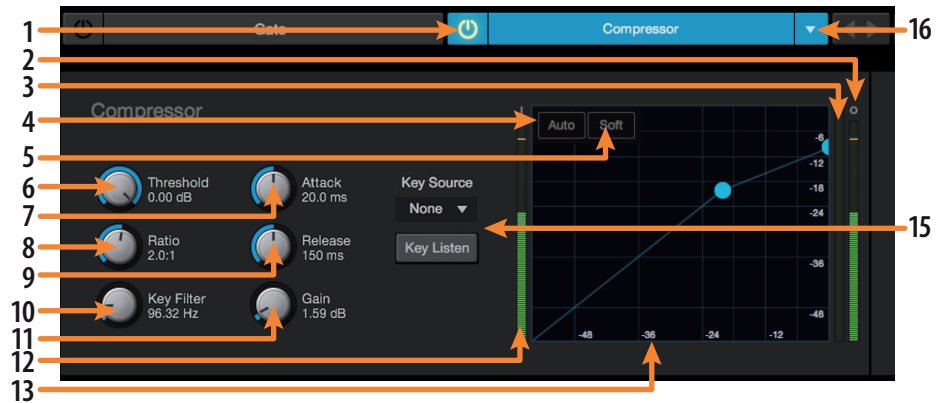 1
Gate
Compressor
16
2
3
Compressor
I
O
4
Auto
Soft
5
-6
-12
6
Threshold
0.00 dB
Attack
20.0 ms
Key Source
-18
7
None
-24
15
8
Ratio
2.0:1
Release
150 ms
Key Listen
9
-36
10
Key Filter
96.32 Hz
Gain
1.59 dB
-48
11
-48
-36
-24
-12
12
13